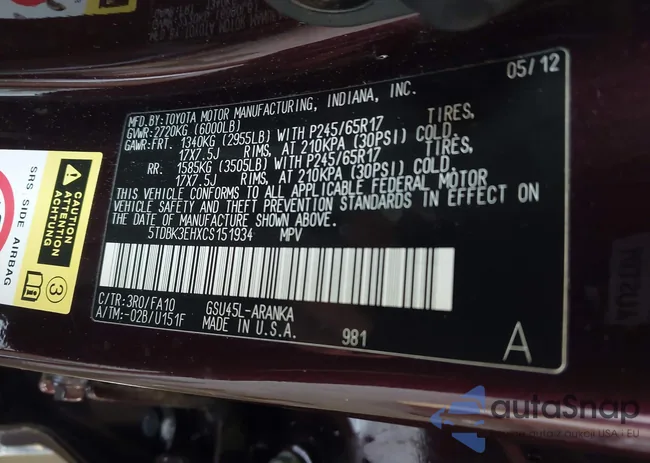 05/12
MFD.BY:TOYOTA MOTOR MANUFACTURING, INDIANA, INC.
GVWR:2720KG (6000LB)
GAWR:FRT. 1340KG (2955LB) WITH P245/65R17 TIRES,
17X7.5J RIMS, AT 210KPA (30PSI) COLD.
RR. 1585KG (3505LB) WITH P245/65R17 TIRES,
17X7.5J RIMS, AT 210KPA (30PSI) COLD.
THIS VEHICLE CONFORMS TO ALL APPLICABLE FEDERAL MOTOR
VEHICLE SAFETY AND THEFT PREVENTION STANDARDS IN EFFECT ON
THE DATE OF MANUFACTURE SHOWN ABOVE.
5TDBK3EHXCS151934 MPV
C/TR:3R0/FA10 GSU45L-ARANKA
A/TM:-02B/U151F MADE IN U.S.A. 981
A
CAUTION
ATTENTION
ACHTUNG
SRS SIDE AIRBAG
3
autoSnap